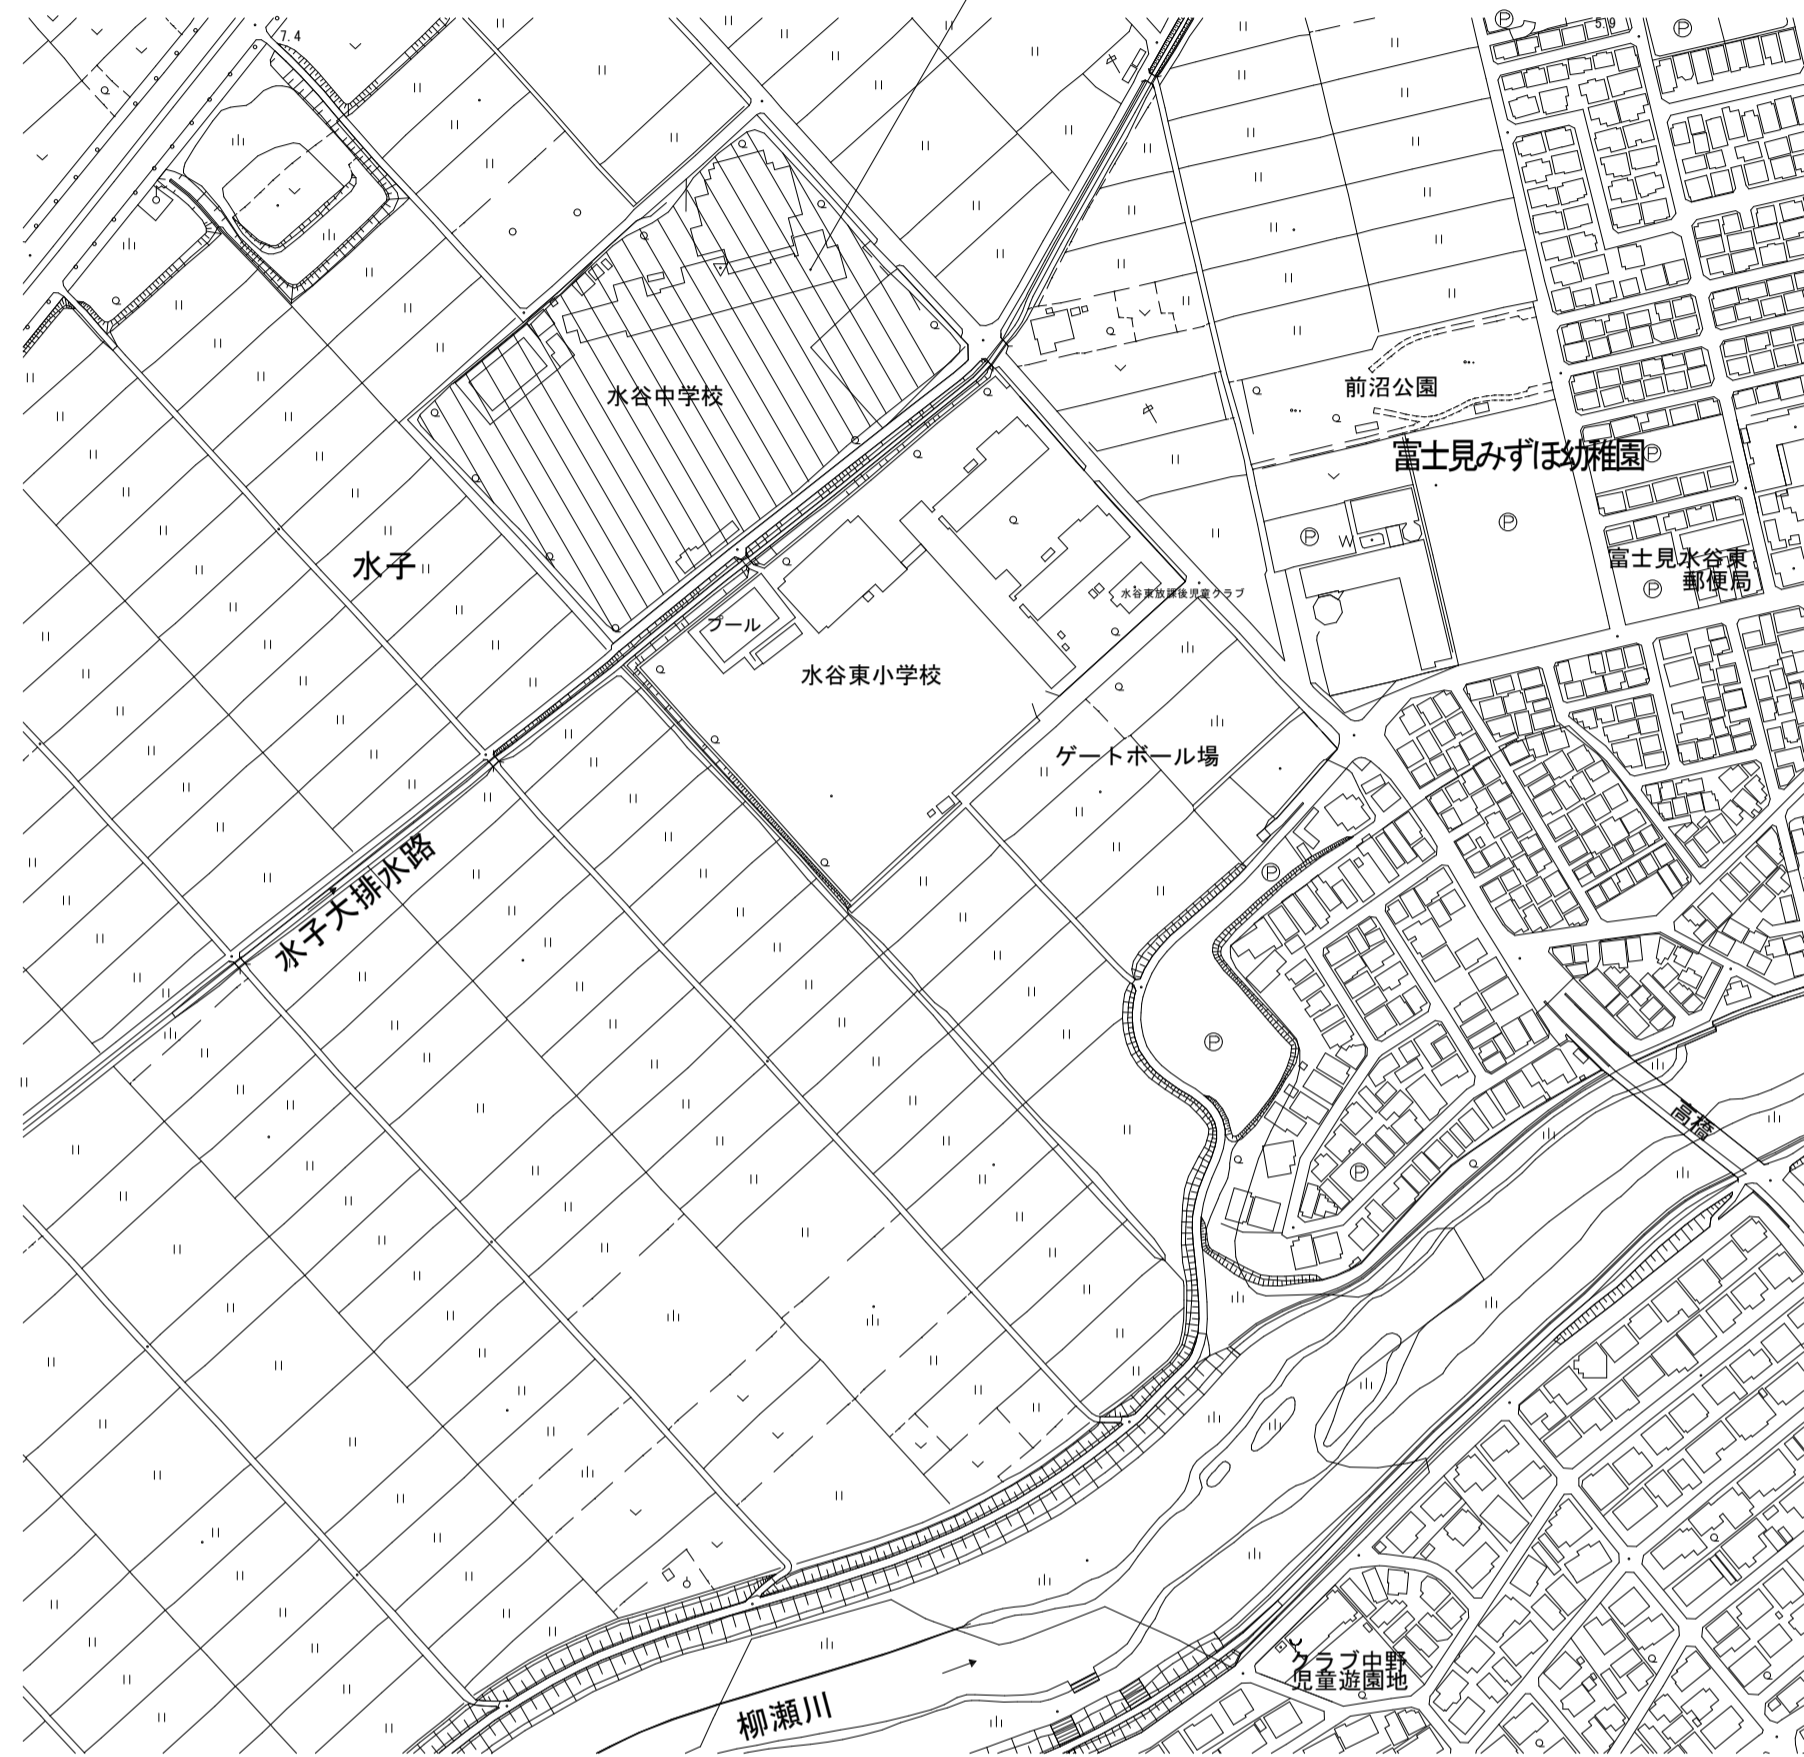 7.4
5.9
水谷中学校
前沼公園
富士見みずほ幼稚園
水子
富士見水谷東
郵便局
水谷東放課後児童クラブ
プール
水谷東小学校
ゲートボール場
水子大排水路
高橋
クラブ中野
児童遊園地
柳瀬川